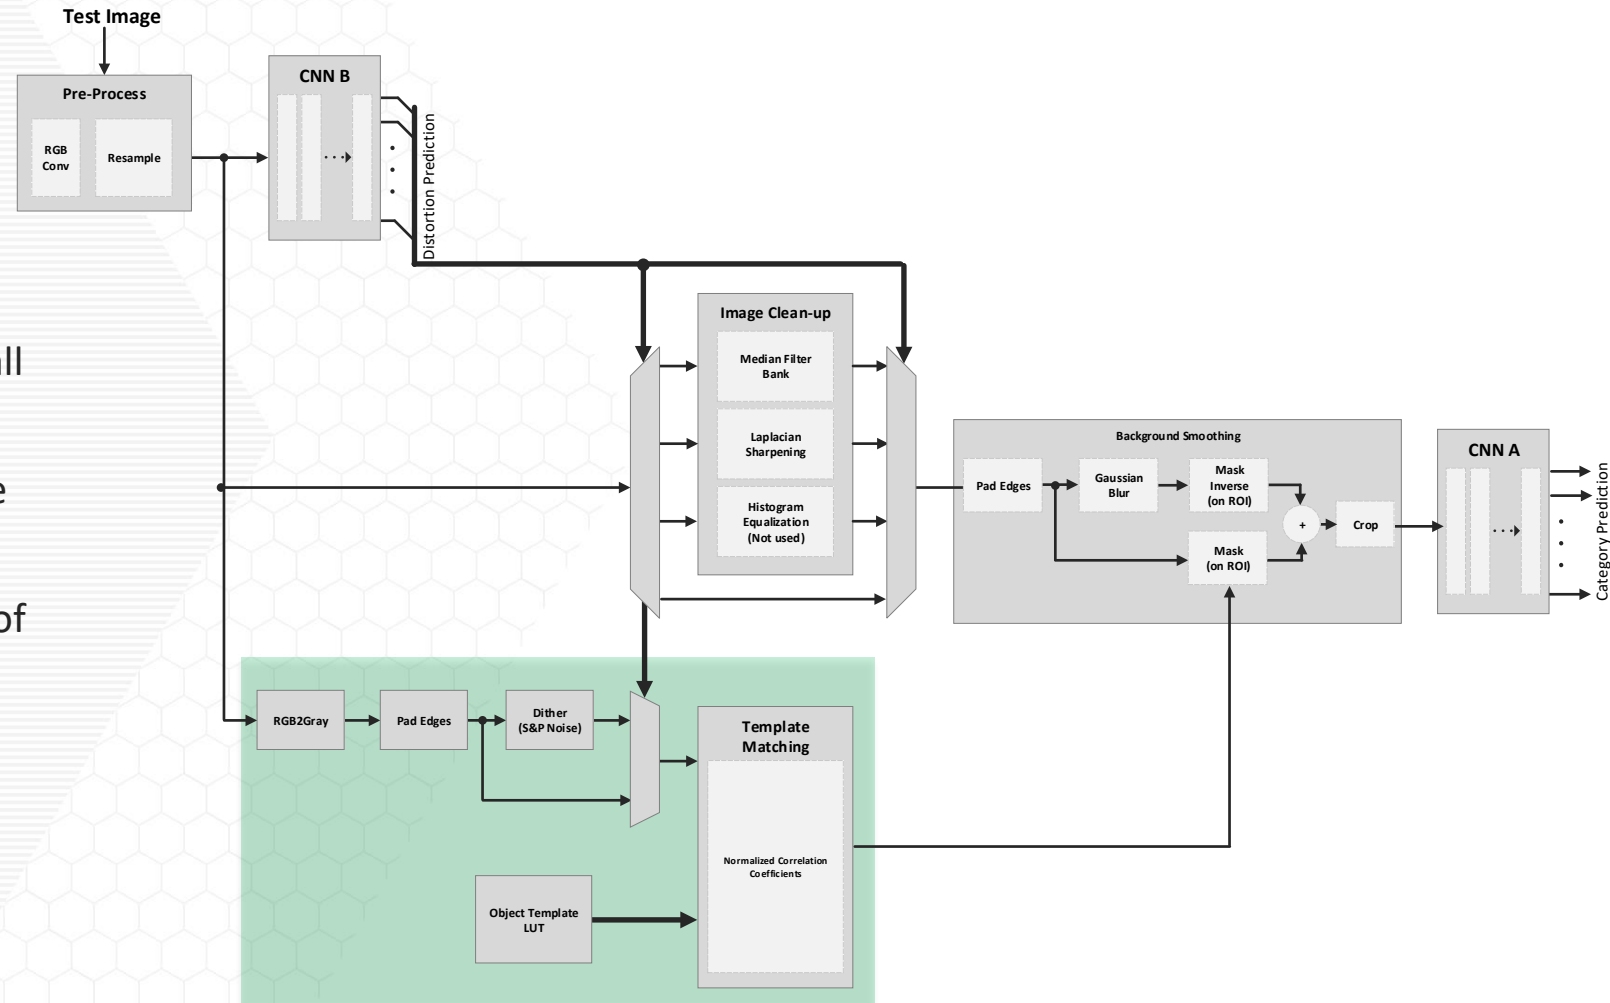 Test Image
Pre-Process
RGB
Conv
Resample
CNN B
Distortion Prediction
all
e
of
Image Clean-up
Median Filter
Bank
Laplacian
Sharpening
Histogram
Equalization
(Not used)
Background Smoothing
Pad Edges
Gaussian
Blur
Mask
Inverse
(on ROI)
Mask
(on ROI)
+
Crop
CNN A
Category Prediction
RGB2Gray
Pad Edges
Dither
(S&P Noise)
Template
Matching
Normalized Correlation
Coefficients
Object Template
LUT